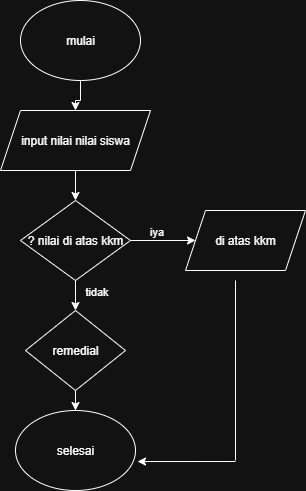 mulai
input nilai nilai siswa
? nilai di atas kkm
iya
di atas kkm
tidak
remedial
selesai